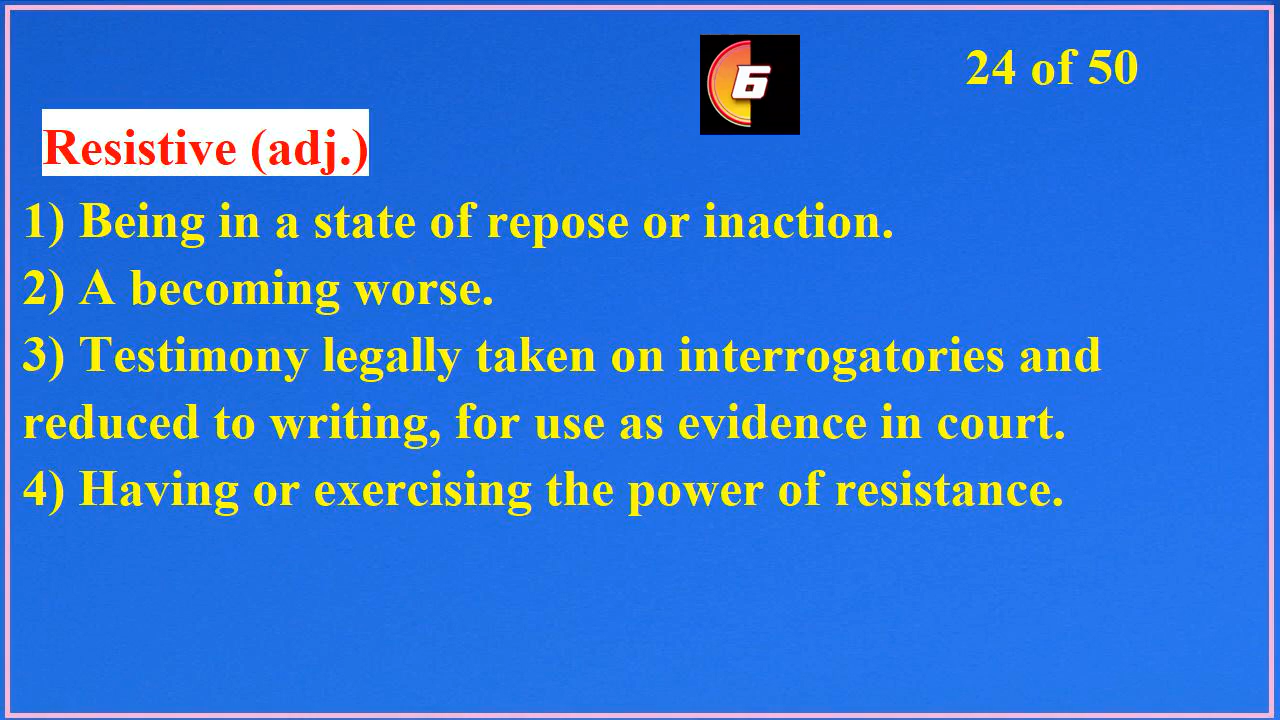 24 of 50
6
Resistive (adj.)
1) Being in a state of repose or inaction.
2) A becoming worse.
3) Testimony legally taken on interrogatories and
reduced to writing, for use as evidence in court.
4) Having or exercising the power of resistance.